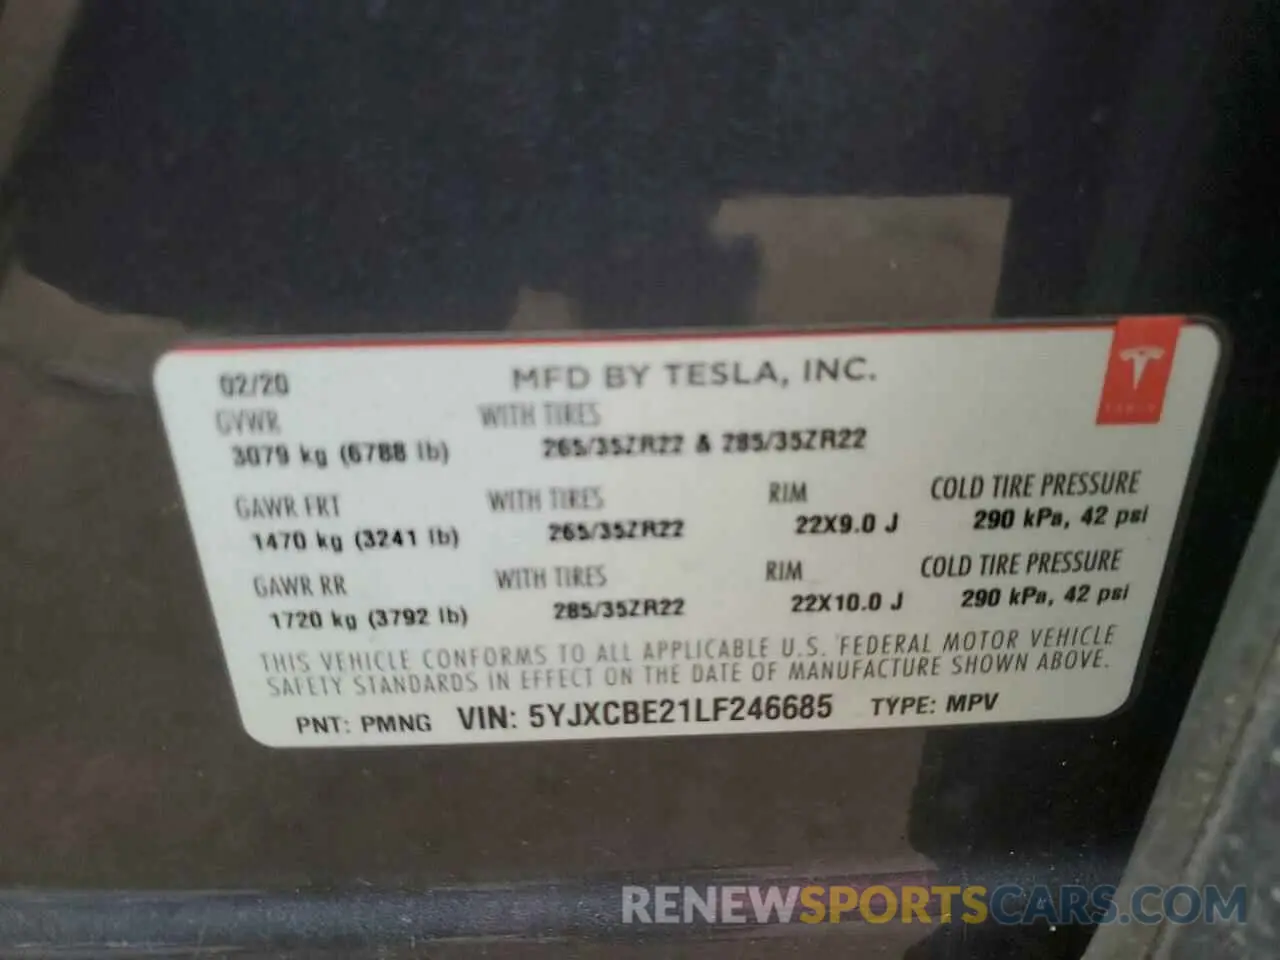 02/20 MFD BY TESLA, INC.
GVWR WITH TIRES
3079 kg (6788 lb) 265/35ZR22 & 285/35ZR22
GAWR FRT WITH TIRES RIM COLD TIRE PRESSURE
1470 kg (3241 lb) 265/35ZR22 22X9.0 J 290 kPa, 42 psi
GAWR RR WITH TIRES RIM COLD TIRE PRESSURE
1720 kg (3792 lb) 285/35ZR22 22X10.0 J 290 kPa, 42 psi
THIS VEHICLE CONFORMS TO ALL APPLICABLE U.S. FEDERAL MOTOR VEHICLE
SAFETY STANDARDS IN EFFECT ON THE DATE OF MANUFACTURE SHOWN ABOVE.
PNT: PMNG VIN: 5YJXCBE21LF246685 TYPE: MPV
TESLA
RENEWSPORTSCARS.COM